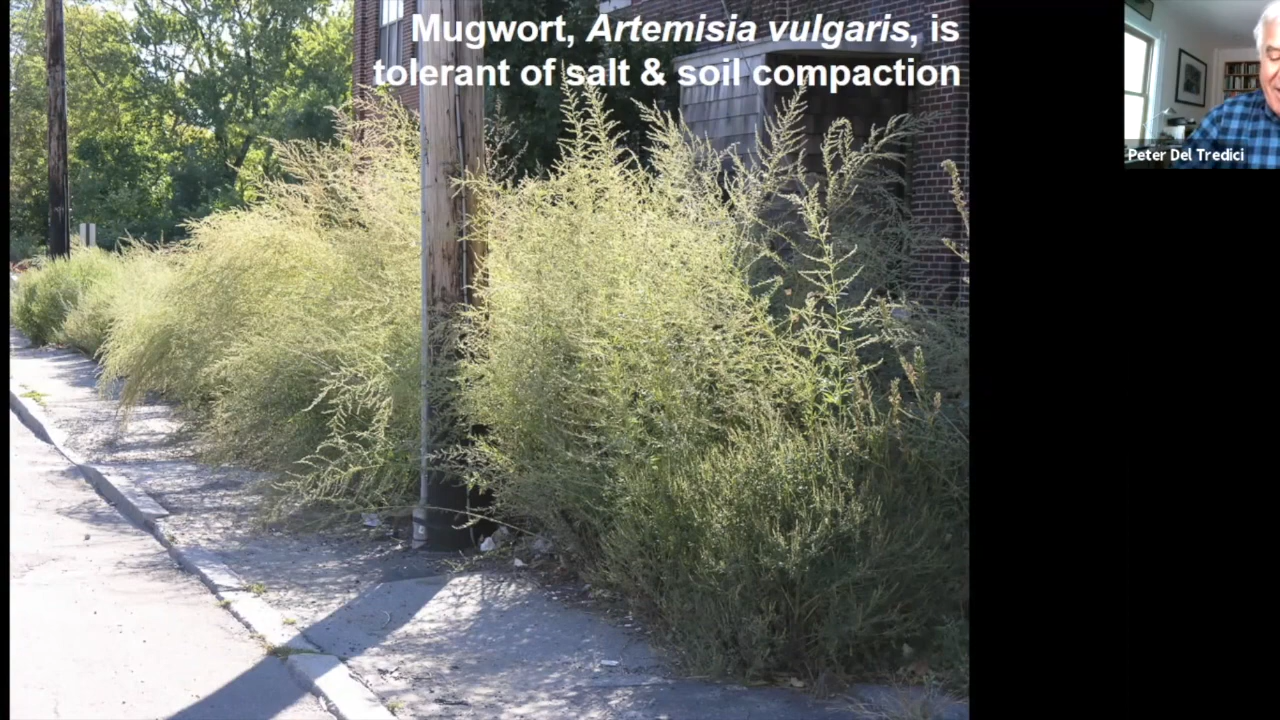 Mugwort, Artemisia vulgaris, is
tolerant of salt & soil compaction
Peter Del Tredici